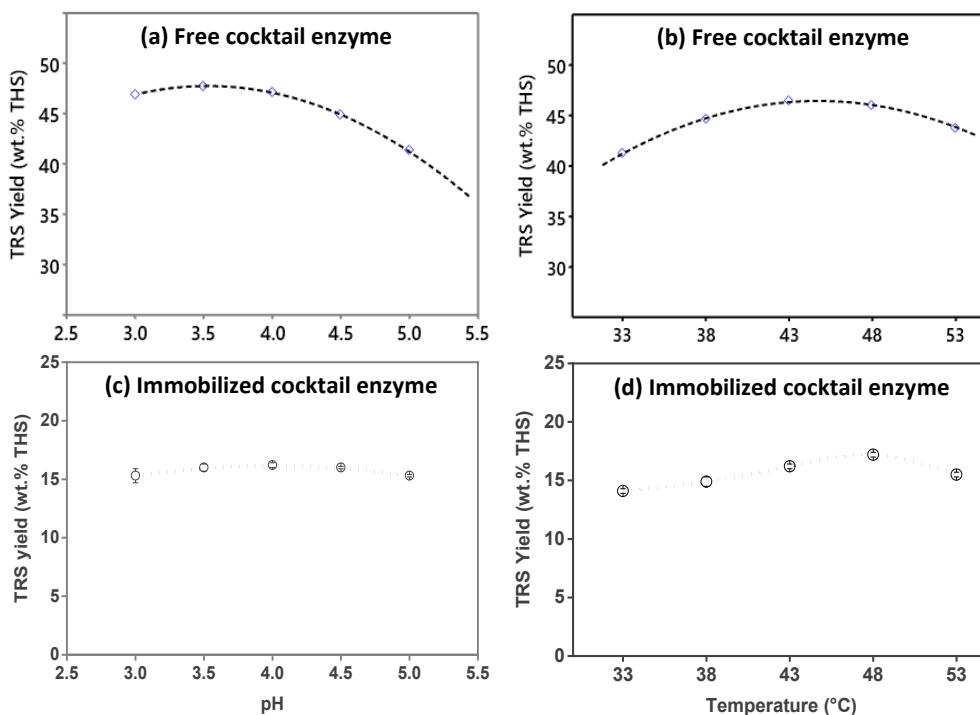 (a) Free cocktail enzyme
TRS Yield (wt.% THS)
50
45
40
35
30
2.5 3.0 3.5 4.0 4.5 5.0 5.5
(b) Free cocktail enzyme
TRS Yield (wt.% THS)
50
45
40
35
30
33 38 43 48 53
(c) Immobilized cocktail enzyme
TRS yield (wt.% THS)
25
20
15
10
5
0
2.5 3.0 3.5 4.0 4.5 5.0 5.5
pH
(d) Immobilized cocktail enzyme
TRS Yield (wt.% THS)
25
20
15
10
5
0
33 38 43 48 53
Temperature (°C)